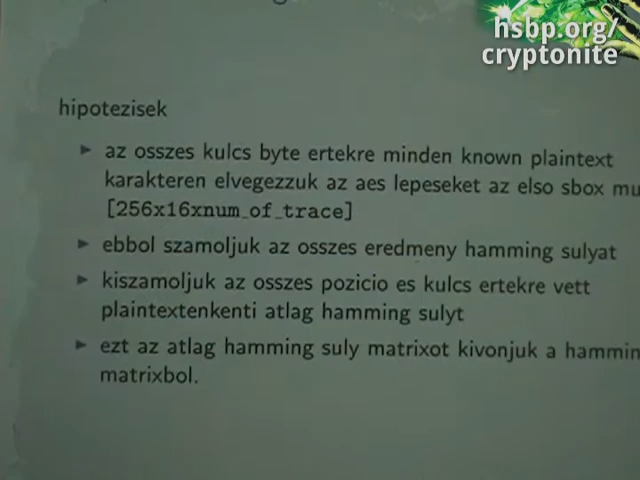 hsbp.org/
cryptonite
hipotezisek
az osszes kulcs byte ertekre minden known plaintext
karakteren elvegezzuk az aes lepeseket az elso sbox
[256x16xnum_of_trace]
ebbol szamoljuk az osszes eredmeny hamming sulyat
kiszamoljuk az osszes pozicio es kulcs ertekre vett
plaintextenkenti atlag hamming sulyt
ezt az atlag hamming suly matrixot kivonjuk a
matrixbol.